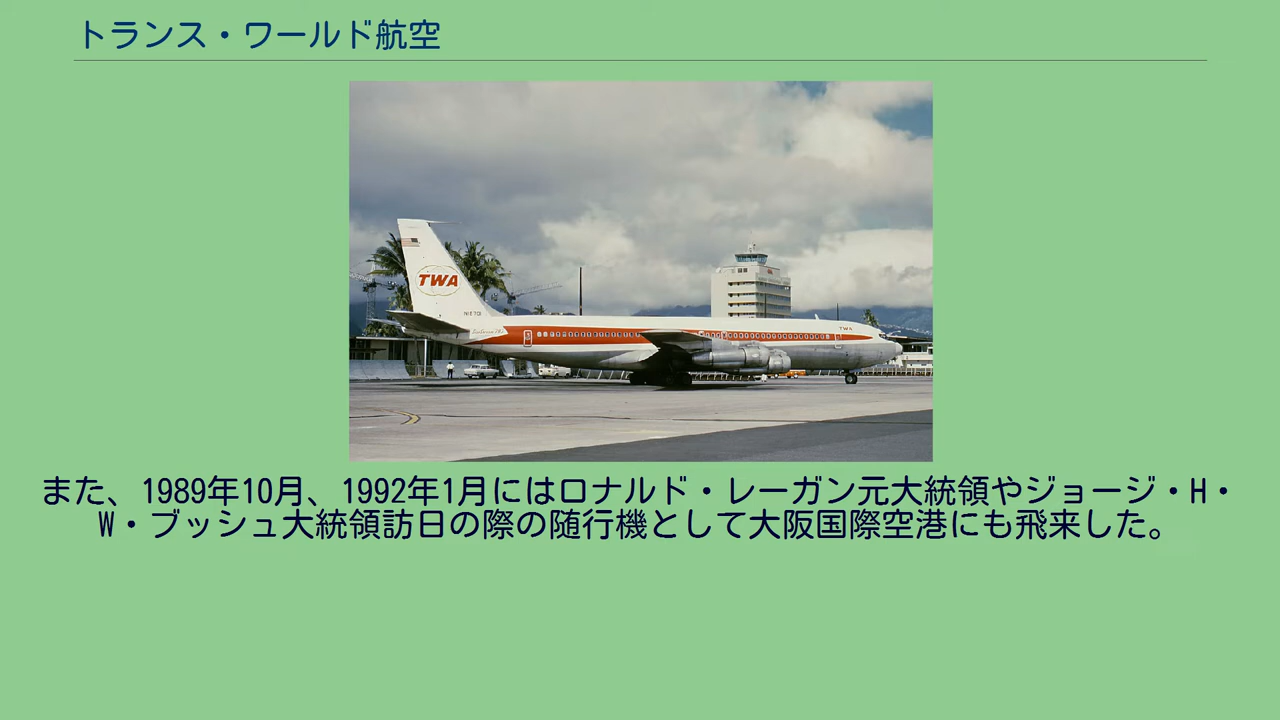 トランス・ワールド航空
TWA
TWA
また、1989年10月、1992年1月にはロナルド・レーガン元大統領やジョージ・H・
W・ブッシュ大統領訪日の際の随行機として大阪国際空港にも飛来した。